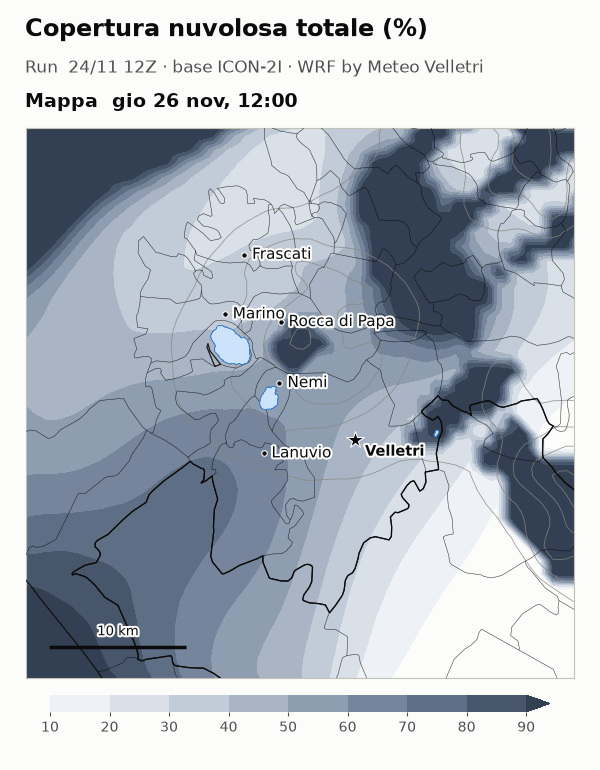 Copertura nuvolosa totale (%)
Run  24/11 12Z · base ICON-2I · WRF by Meteo Velletri
Mappa  gio 26 nov, 12:00
Frascati
Marino
Rocca di Papa
Nemi
Velletri
Lanuvio
10 km
10 20 30 40 50 60 70 80 90